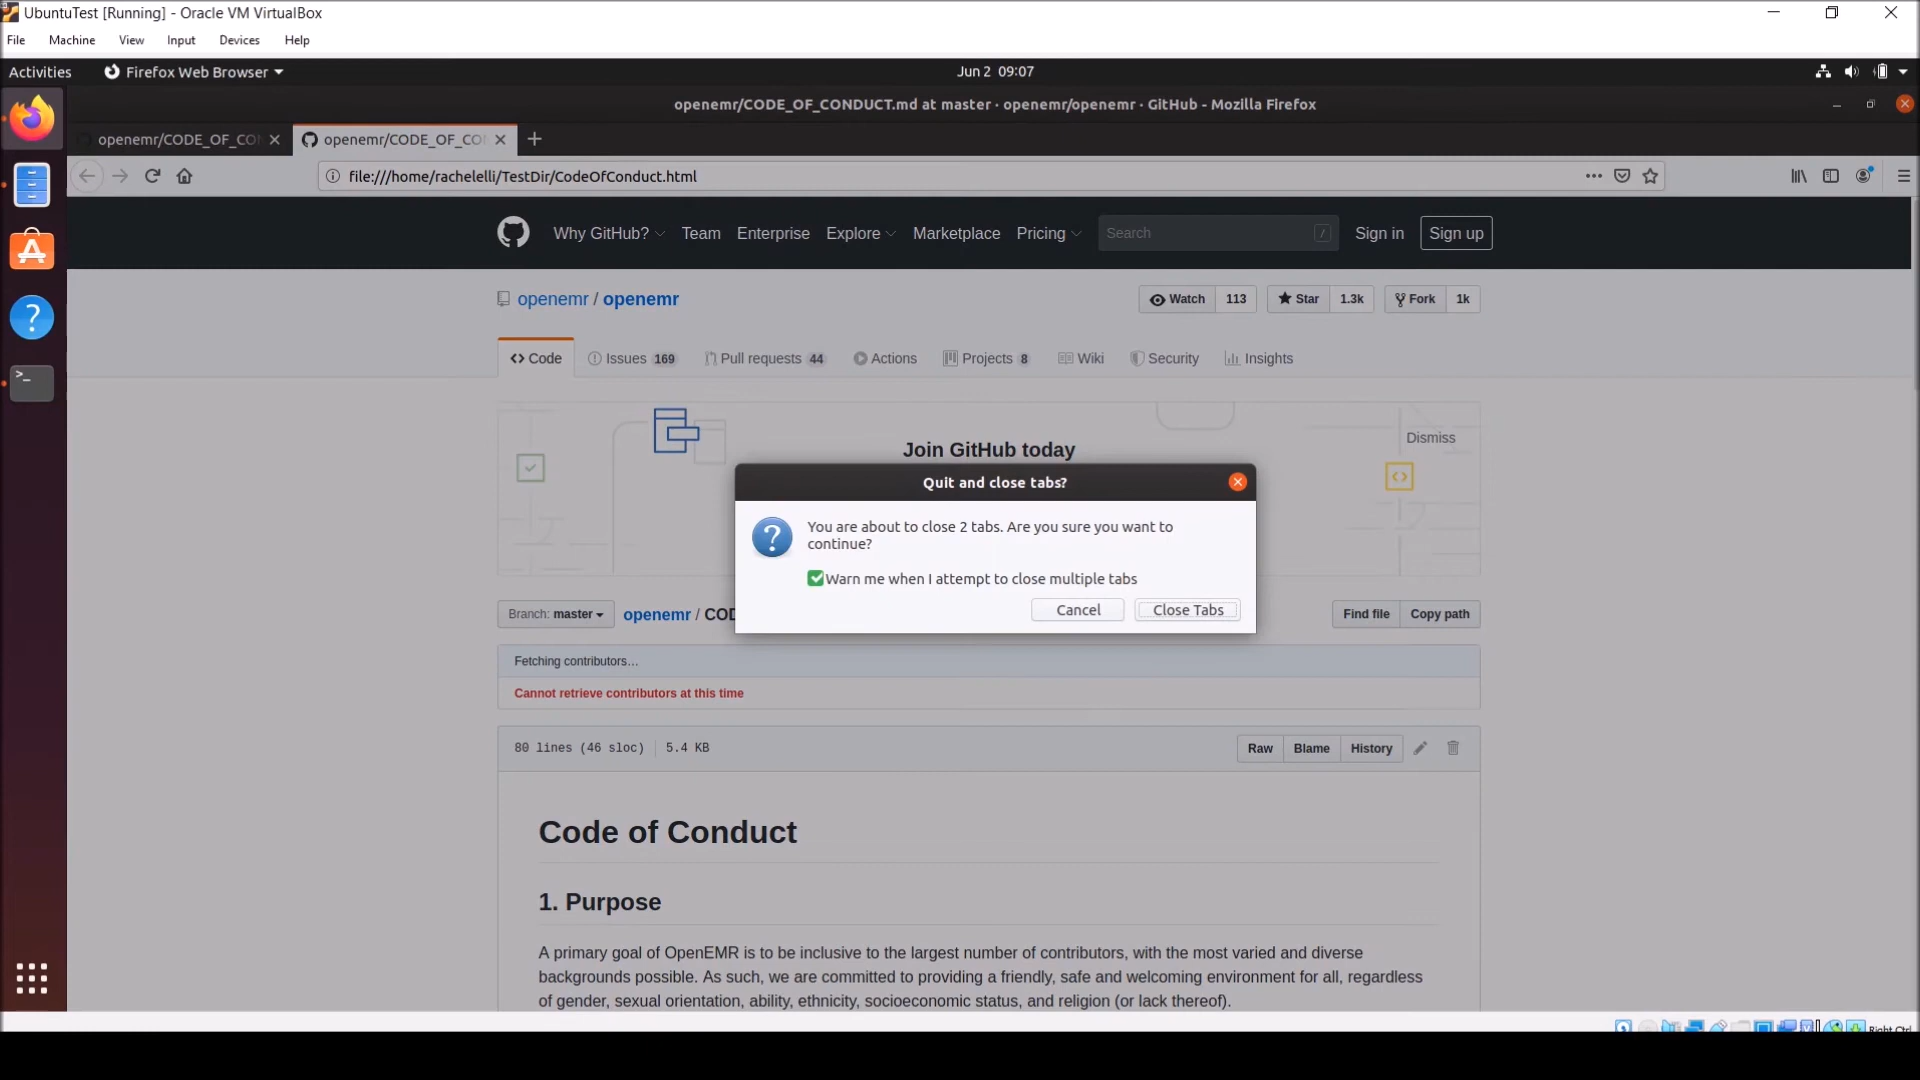 UbuntuTest [Running] - Oracle VM VirtualBox
File Machine View Input Devices Help
Activities Firefox Web Browser Jun 2 09:07
openemr/CODE_OF_CONDUCT.md at master · openemr/openemr · GitHub - Mozilla Firefox
openemr/CODE_OF_CO openemr/CODE_OF_CO
file:///home/rachelelli/TestDir/CodeOfConduct.html
Why GitHub? Team Enterprise Explore Marketplace Pricing Search / Sign in Sign up
openemr / openemr Watch 113 Star 1.3k Fork 1k
Code Issues 169 Pull requests 44 Actions Projects 8 Wiki Security Insights
Join GitHub today
Dismiss
Quit and close tabs?
You are about to close 2 tabs. Are you sure you want to
continue?
Warn me when I attempt to close multiple tabs
Cancel Close Tabs
Branch: master openemr / COD Find file Copy path
Fetching contributors…
Cannot retrieve contributors at this time
80 lines (46 sloc) 5.4 KB Raw Blame History
Code of Conduct
1. Purpose
A primary goal of OpenEMR is to be inclusive to the largest number of contributors, with the most varied and diverse
backgrounds possible. As such, we are committed to providing a friendly, safe and welcoming environment for all, regardless
of gender, sexual orientation, ability, ethnicity, socioeconomic status, and religion (or lack thereof).
Right Ctrl